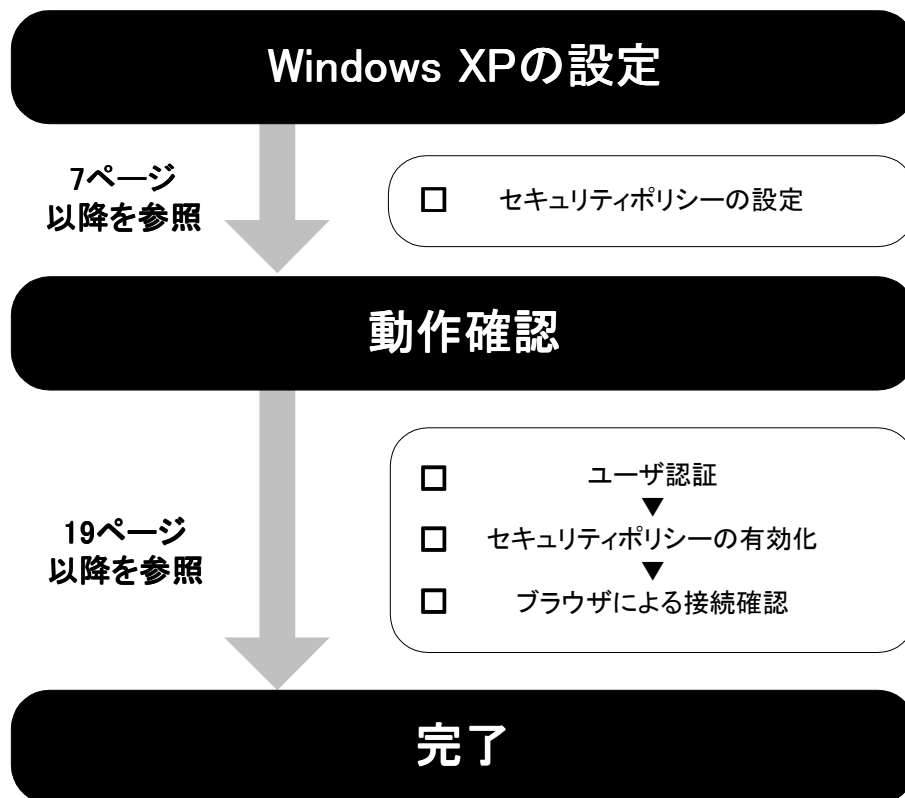 Windows XPの設定
7ページ
以降を参照
セキュリティポリシーの設定
動作確認
19ページ
以降を参照
ユーザ認証
▼
セキュリティポリシーの有効化
▼
ブラウザによる接続確認
完了